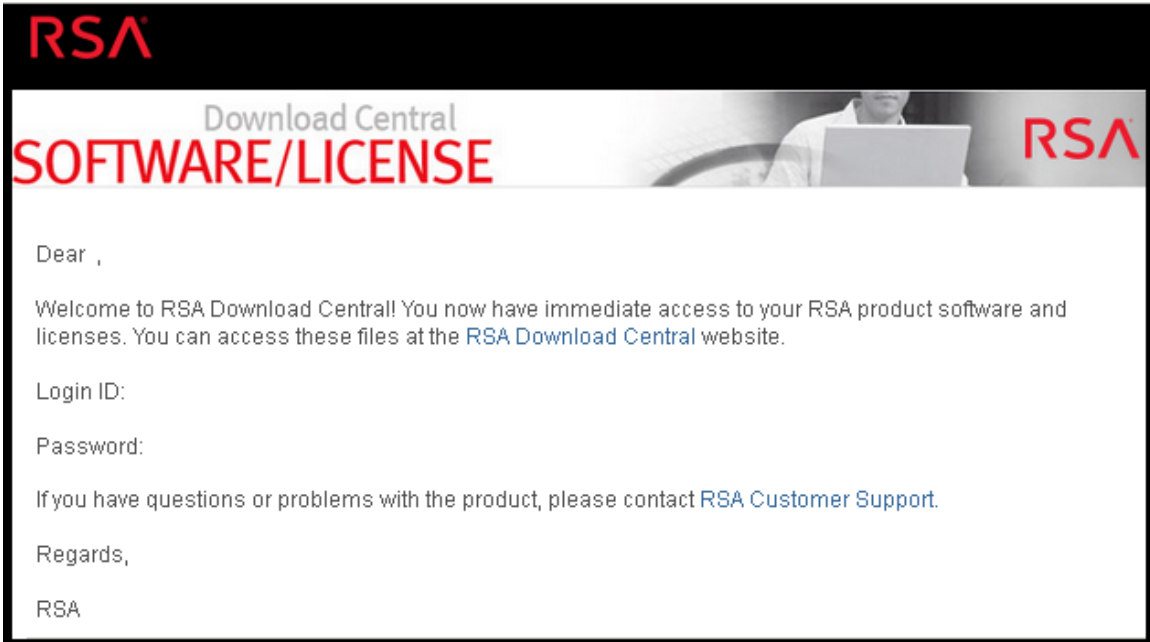 RSA
Download Central
SOFTWARE/LICENSE
RSA
Dear ,
Welcome to RSA Download Central! You now have immediate access to your RSA product software and
licenses. You can access these files at the RSA Download Central website.
Login ID:
Password:
If you have questions or problems with the product, please contact RSA Customer Support.
Regards,
RSA